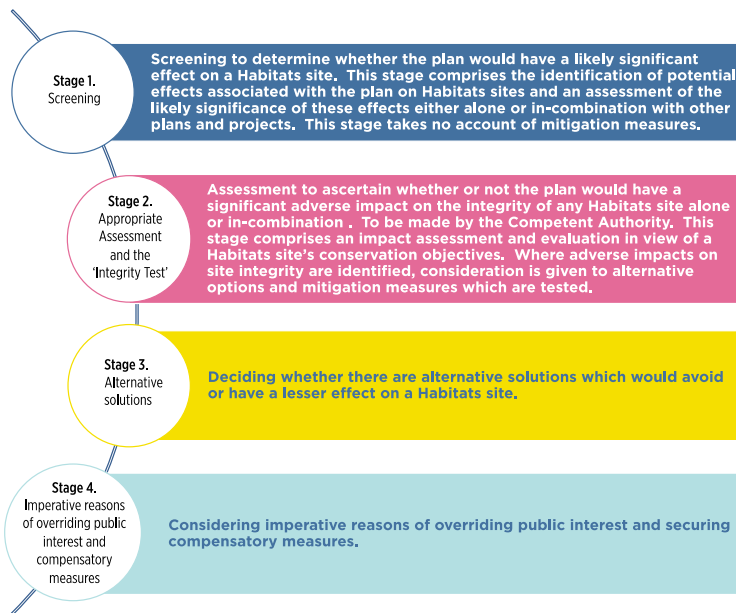 Stage 1.
Screening
Screening to determine whether the plan would have a likely significant
effect on a Habitats site.  This stage comprises the identification of potential
effects associated with the plan on Habitats sites and an assessment of the
likely significance of these effects either alone or in-combination with other
plans and projects.  This stage takes no account of mitigation measures.
Stage 2.
Appropriate
Assessment
and the
‘Integrity Test’
Assessment to ascertain whether or not the plan would have a
significant adverse impact on the integrity of any Habitats site alone
or in-combination .  To be made by the Competent Authority.  This
stage comprises an impact assessment and evaluation in view of a
Habitats site’s conservation objectives.  Where adverse impacts on
site integrity are identified, consideration is given to alternative
options and mitigation measures which are tested.
Stage 3.
Alternative
solutions
Deciding whether there are alternative solutions which would avoid
or have a lesser effect on a Habitats site.
Stage 4.
Imperative reasons
of overriding public
interest and
compensatory
measures
Considering imperative reasons of overriding public interest and securing
compensatory measures.